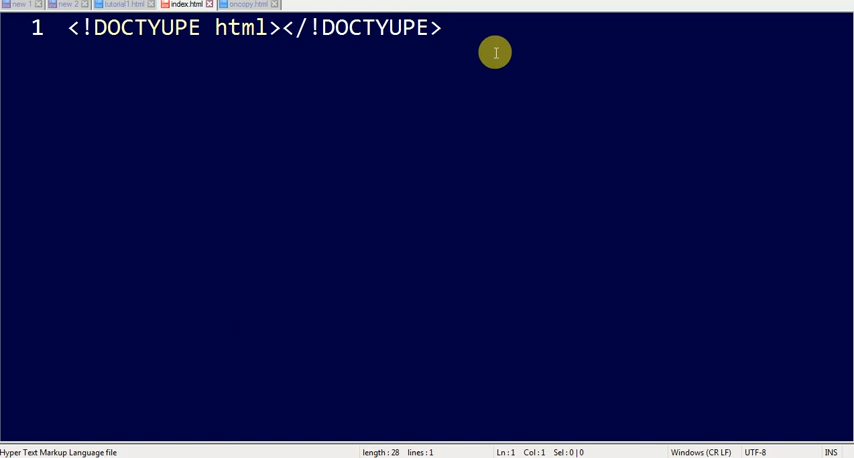 new 1 new 2 tutorial1.html index.html oncopy.html
1 <!DOCTYUPE html></!DOCTYUPE>
Hyper Text Markup Language file length : 28 lines : 1 Ln : 1 Col : 1 Sel : 0 | 0 Windows (CR LF) UTF-8 INS